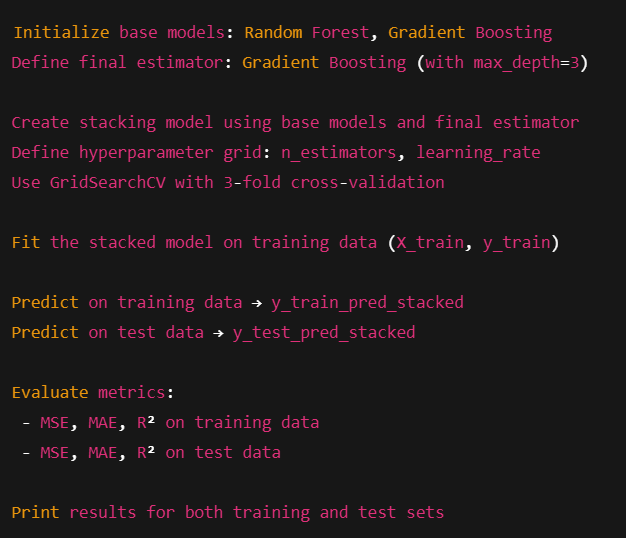 Initialize base models: Random Forest, Gradient Boosting
Define final estimator: Gradient Boosting (with max_depth=3)
Create stacking model using base models and final estimator
Define hyperparameter grid: n_estimators, learning_rate
Use GridSearchCV with 3-fold cross-validation
Fit the stacked model on training data (X_train, y_train)
Predict on training data → y_train_pred_stacked
Predict on test data → y_test_pred_stacked
Evaluate metrics:
- MSE, MAE, R² on training data
- MSE, MAE, R² on test data
Print results for both training and test sets